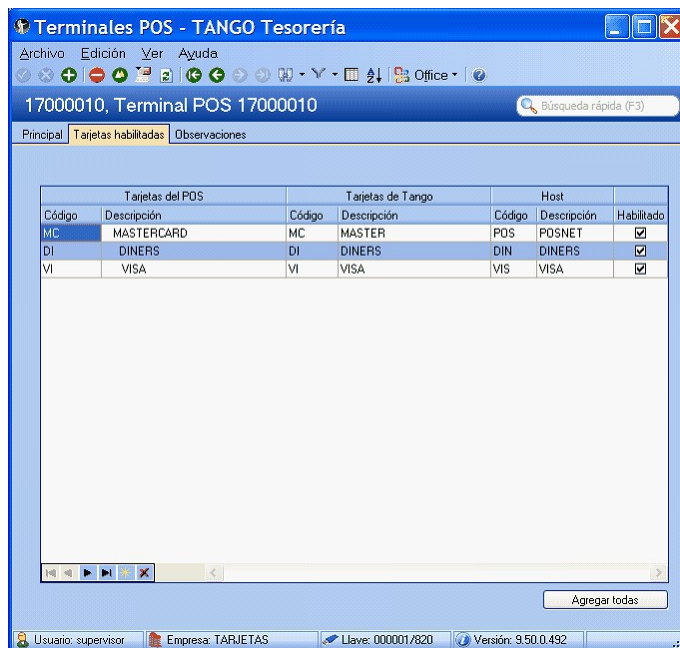 Terminales POS - TANGO Tesorería
Archivo Edición Ver Ayuda
Office
17000010, Terminal POS 17000010
Búsqueda rápida (F3)
Principal Tarjetas habilitadas Observaciones
Tarjetas del POS Tarjetas de Tango Host
Código Descripción Código Descripción Código Descripción Habilitado
MC MASTERCARD MC MASTER POS POSNET
DI DINERS DI DINERS DIN DINERS
VI VISA VI VISA VIS VISA
Agregar todas
Usuario: supervisor Empresa: TARJETAS Llave: 000001/820 Versión: 9.50.0.492